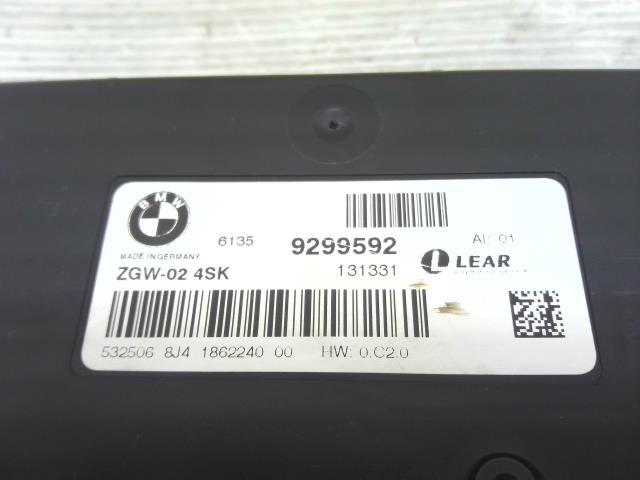 BMW
6135 9299592 AI: 01
MADE IN GERMANY
ZGW-02 4SK 131331 LEAR
532506 8J4 1862240 00 HW: 0.C2.0